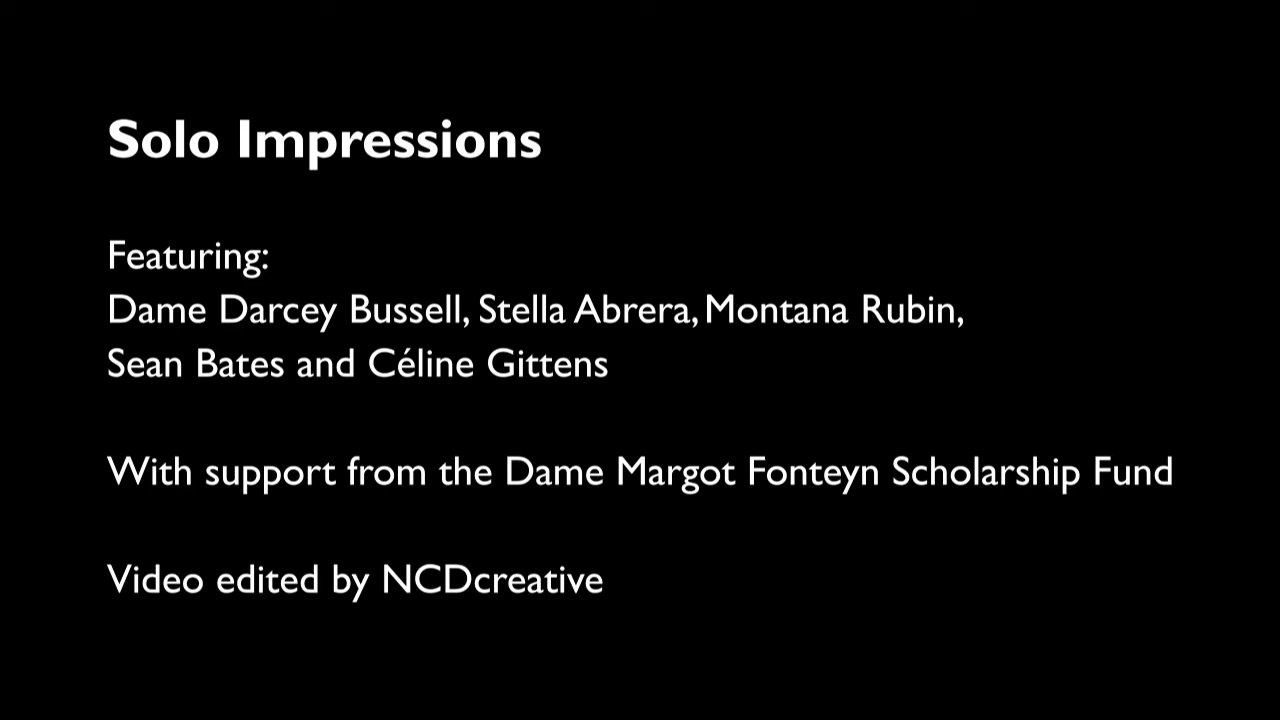 Solo Impressions
Featuring:
Dame Darcey Bussell, Stella Abrera, Montana Rubin,
Sean Bates and Céline Gittens
With support from the Dame Margot Fonteyn Scholarship Fund
Video edited by NCDcreative